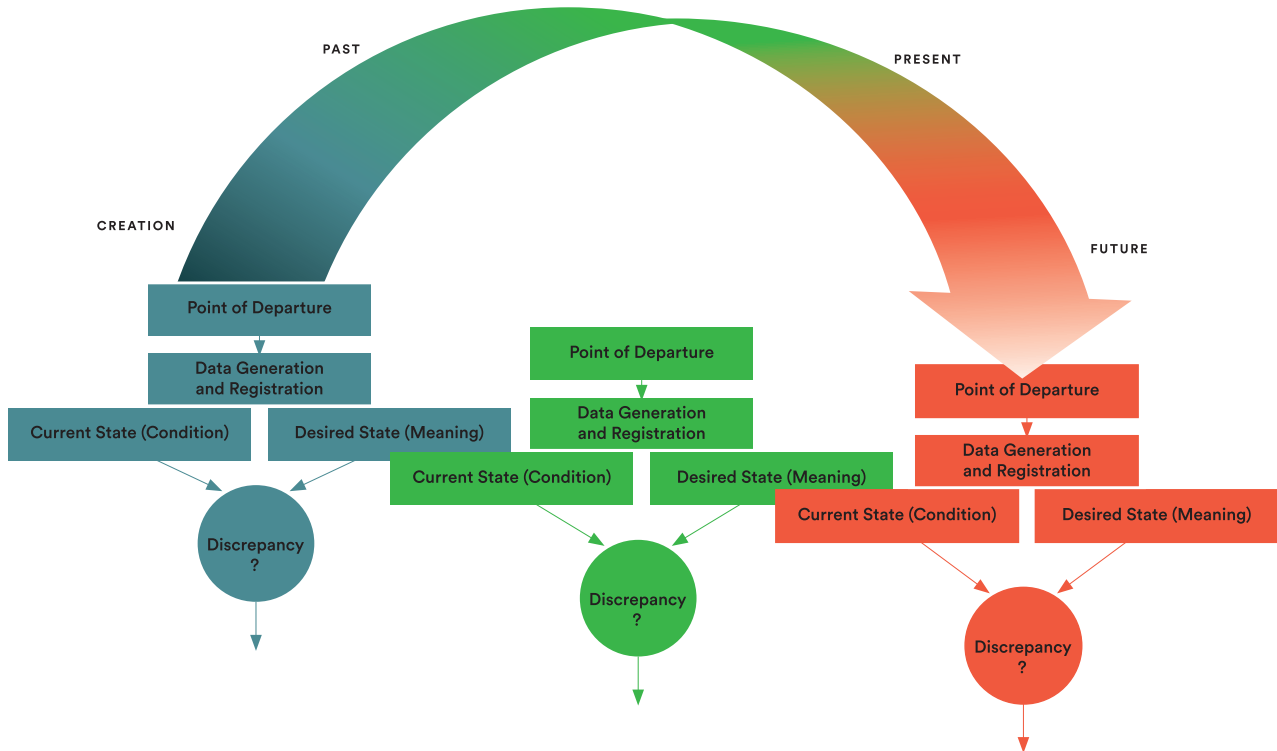 PAST
PRESENT
CREATION
FUTURE
Point of Departure
Data Generation
and Registration
Current State (Condition)
Desired State (Meaning)
Discrepancy
?
Point of Departure
Data Generation
and Registration
Current State (Condition)
Desired State (Meaning)
Discrepancy
?
Point of Departure
Data Generation
and Registration
Current State (Condition)
Desired State (Meaning)
Discrepancy
?